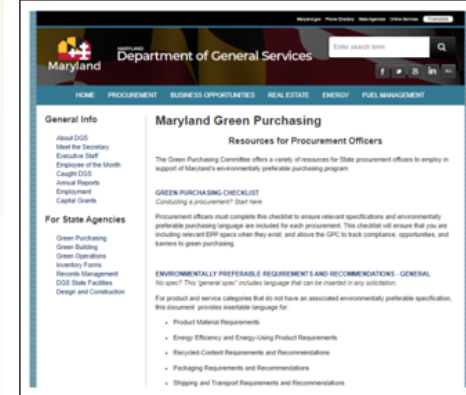 Maryland.gov Phone Directory State Agencies Online Services Translate
Maryland
MARYLAND
Department of General Services
Enter search term
HOME PROCUREMENT BUSINESS OPPORTUNITIES REAL ESTATE ENERGY FUEL MANAGEMENT
General Info
About DGS
Meet the Secretary
Executive Staff
Employee of the Month
Caught DGS
Annual Reports
Employment
Capital Grants
For State Agencies
Green Purchasing
Green Building
Green Operations
Inventory Forms
Records Management
DGS State Facilities
Design and Construction
Maryland Green Purchasing
Resources for Procurement Officers
The Green Purchasing Committee offers a variety of resources for State procurement officers to employ in
support of Maryland's environmentally preferable purchasing program.
GREEN PURCHASING CHECKLIST
Conducting a procurement? Start here.
Procurement officers must complete this checklist to ensure relevant specifications and environmentally
preferable purchasing language are included for each procurement. This checklist will ensure that you are
including relevant EPP specs when they exist, and allows the GPC to track compliance, opportunities, and
barriers to green purchasing.
ENVIRONMENTALLY PREFERABLE REQUIREMENTS AND RECOMMENDATIONS - GENERAL
No spec? This "general spec" includes language that can be inserted in any solicitation
For product and service categories that do not have an associated environmentally preferable specification,
this document provides insertable language for:
• Product Material Requirements
• Energy Efficiency and Energy-Using Product Requirements
• Recycled-Content Requirements and Recommendations
• Packaging Requirements and Recommendations
• Shipping and Transport Requirements and Recommendations